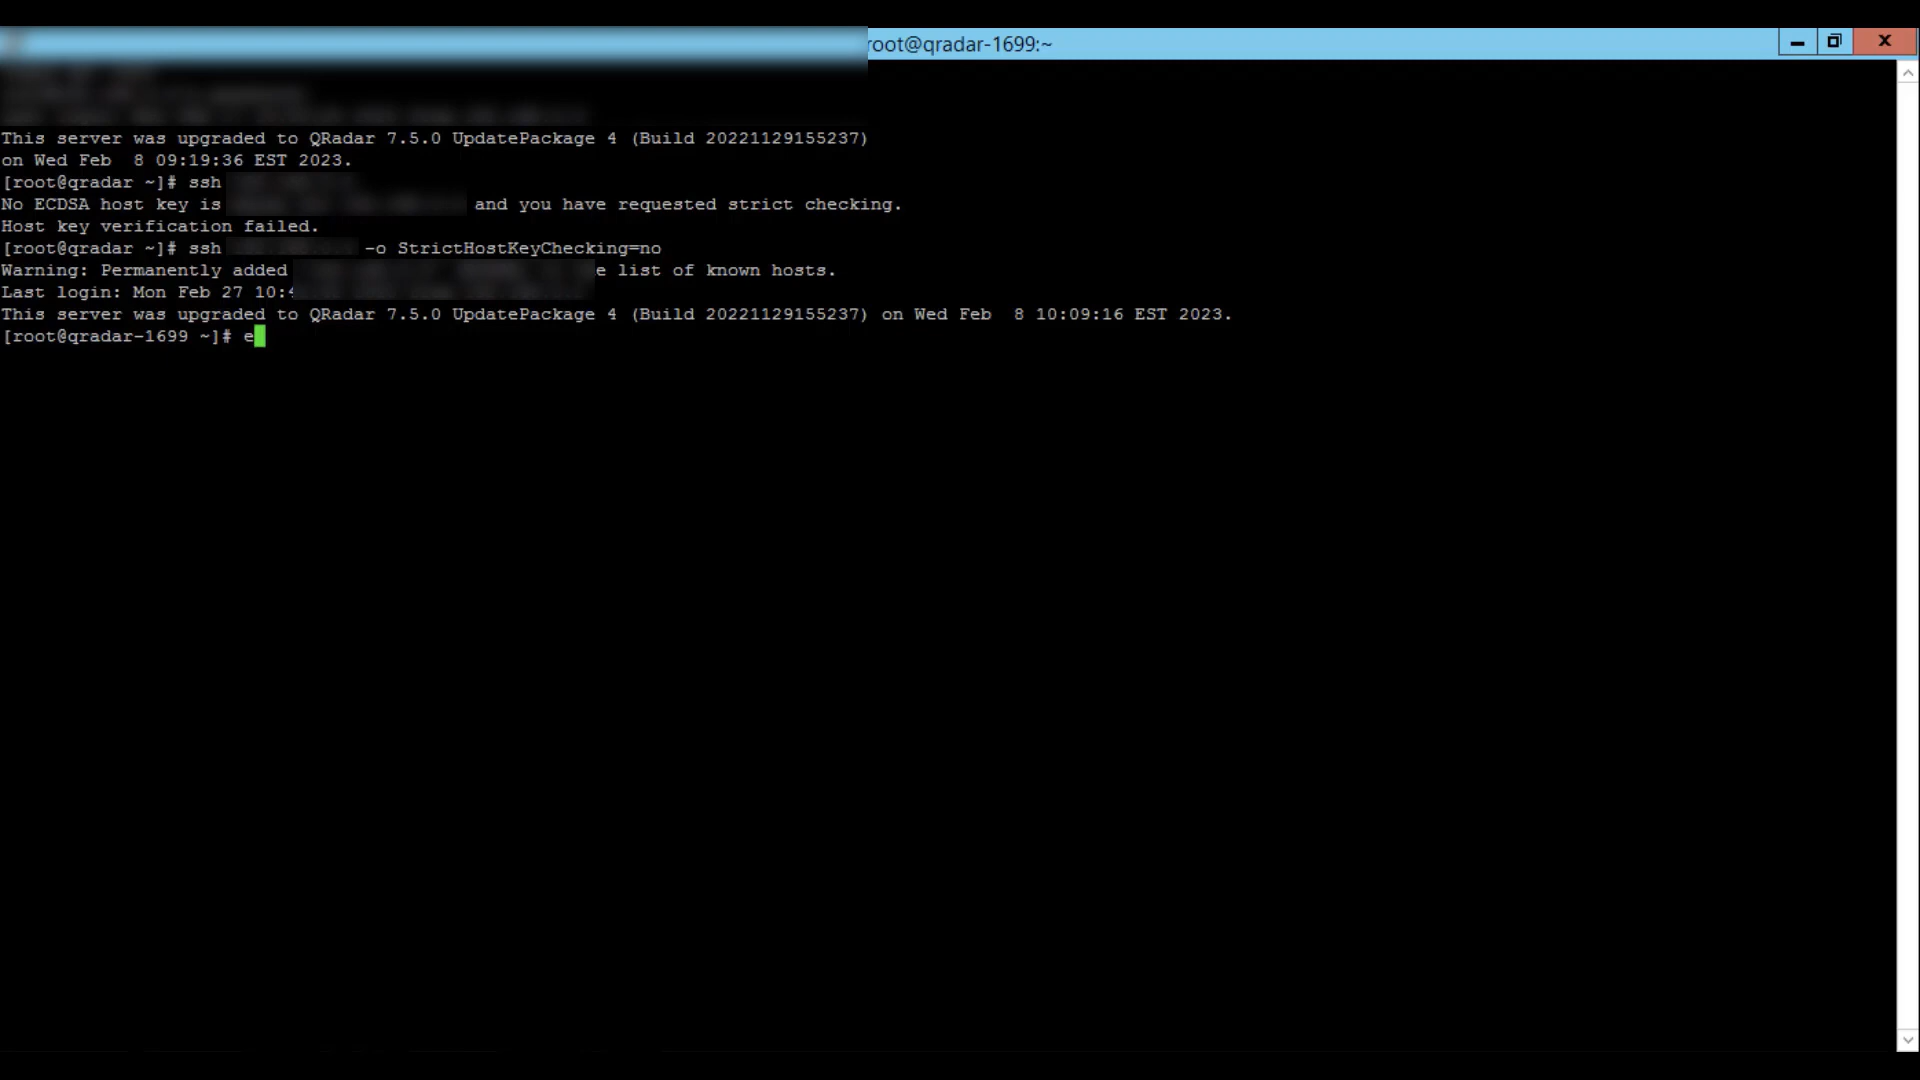 root@qradar-1699:~
This server was upgraded to QRadar 7.5.0 UpdatePackage 4 (Build 20221129155237)
on Wed Feb  8 09:19:36 EST 2023.
[root@qradar ~]# ssh
No ECDSA host key is and you have requested strict checking.
Host key verification failed.
[root@qradar ~]# ssh -o StrictHostKeyChecking=no
Warning: Permanently added e list of known hosts.
Last login: Mon Feb 27 10:4
This server was upgraded to QRadar 7.5.0 UpdatePackage 4 (Build 20221129155237) on Wed Feb  8 10:09:16 EST 2023.
[root@qradar-1699 ~]# e